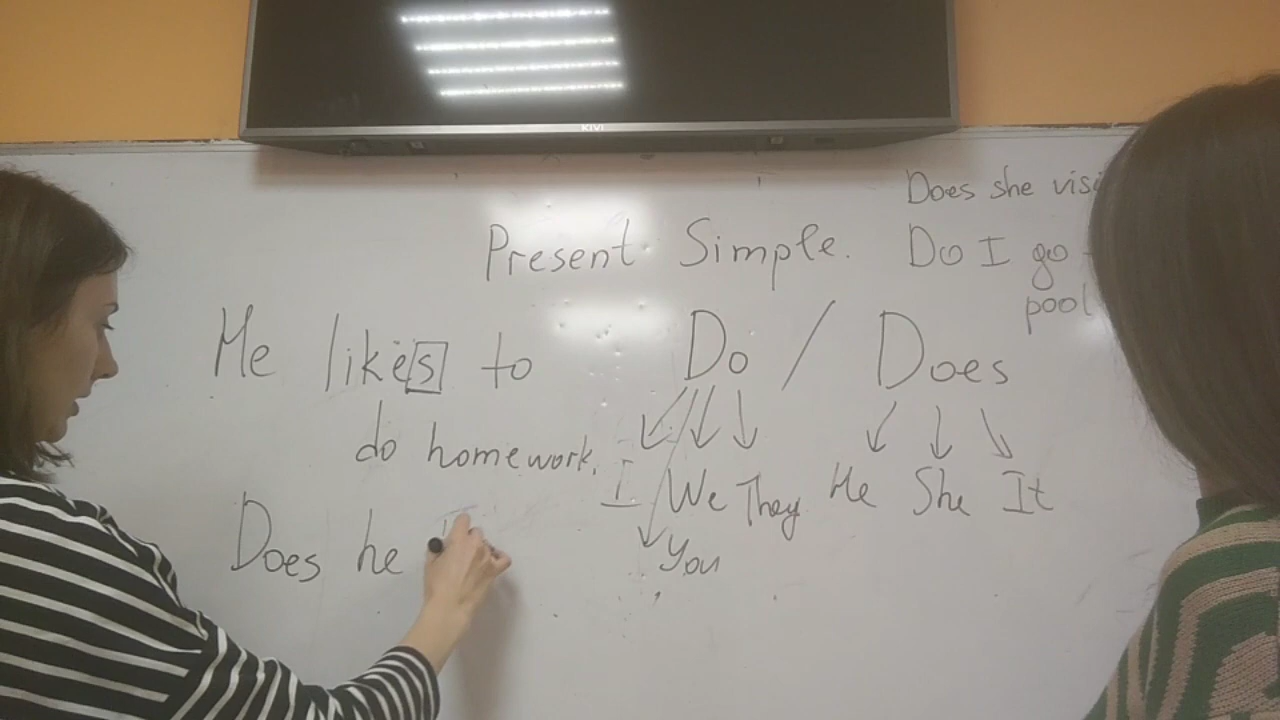 KIVI
Does she
Present Simple.
Do I go
pool
He likes to
Do / Does
do homework.
I We They He She It
You
Does he